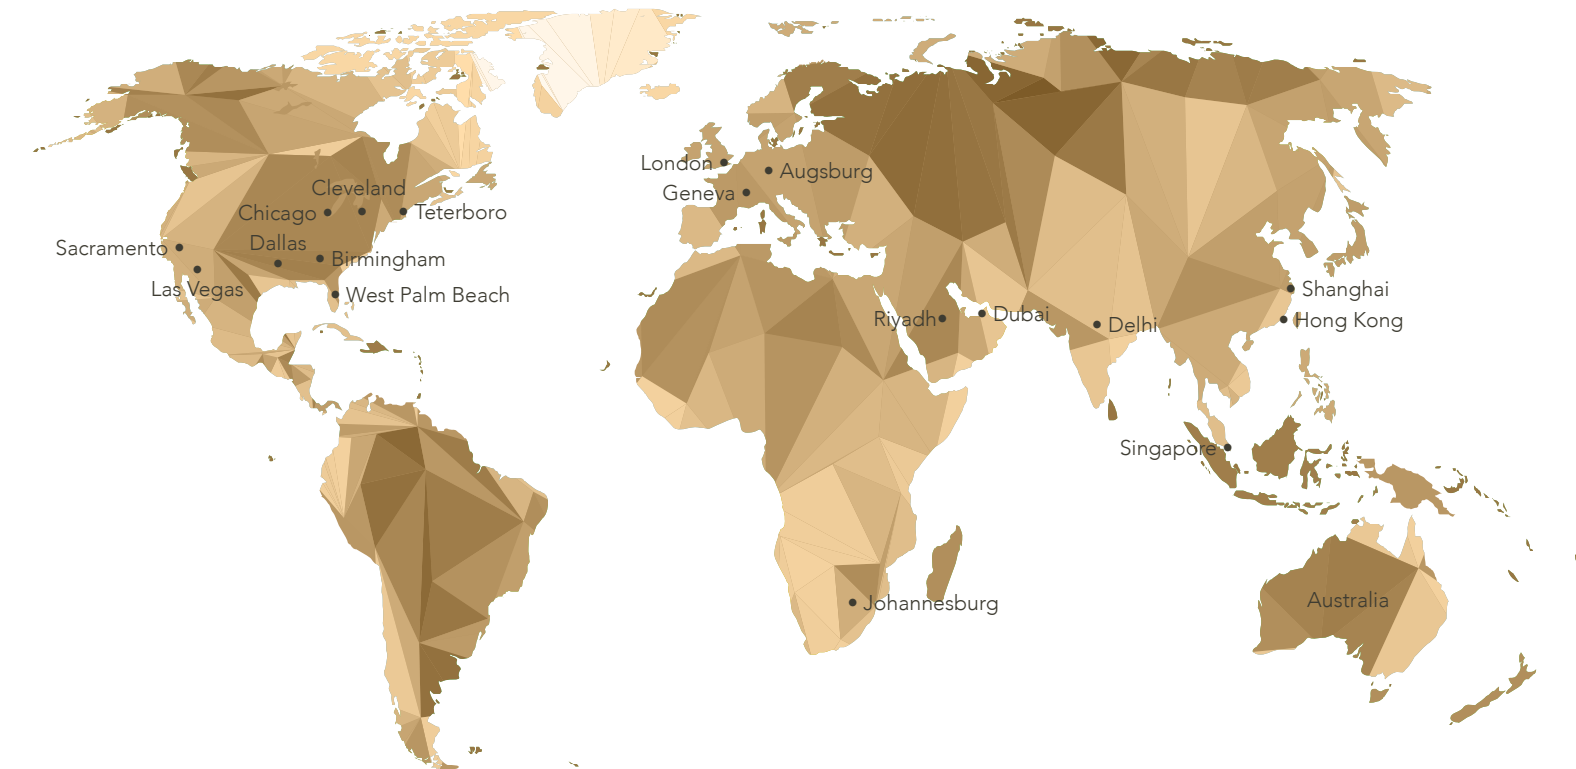 London
Augsburg
Geneva
Cleveland
Chicago
Teterboro
Sacramento
Dallas
Birmingham
Las Vegas
West Palm Beach
Riyadh
Dubai
Delhi
Shanghai
Hong Kong
Singapore
Johannesburg
Australia